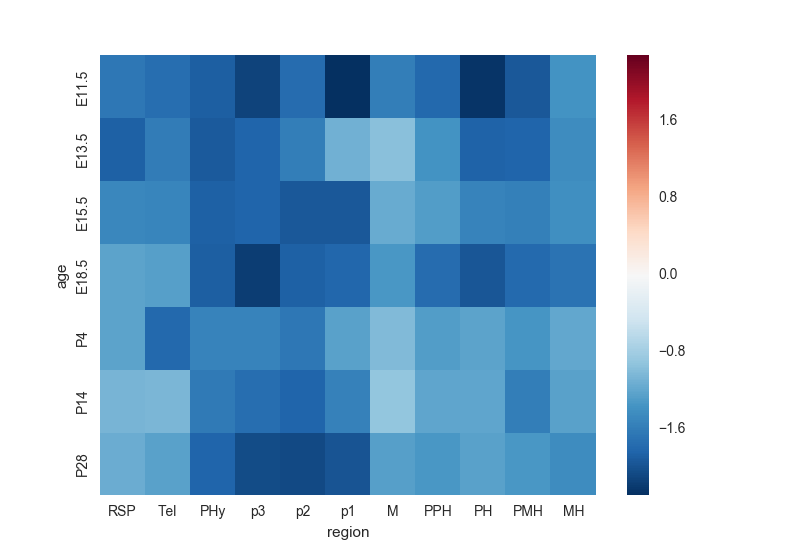 E11.5
E13.5
E15.5
E18.5
P4
P14
P28
age
RSP Tel PHy p3 p2 p1 M PPH PH PMH MH
region
1.6
0.8
0.0
−0.8
−1.6